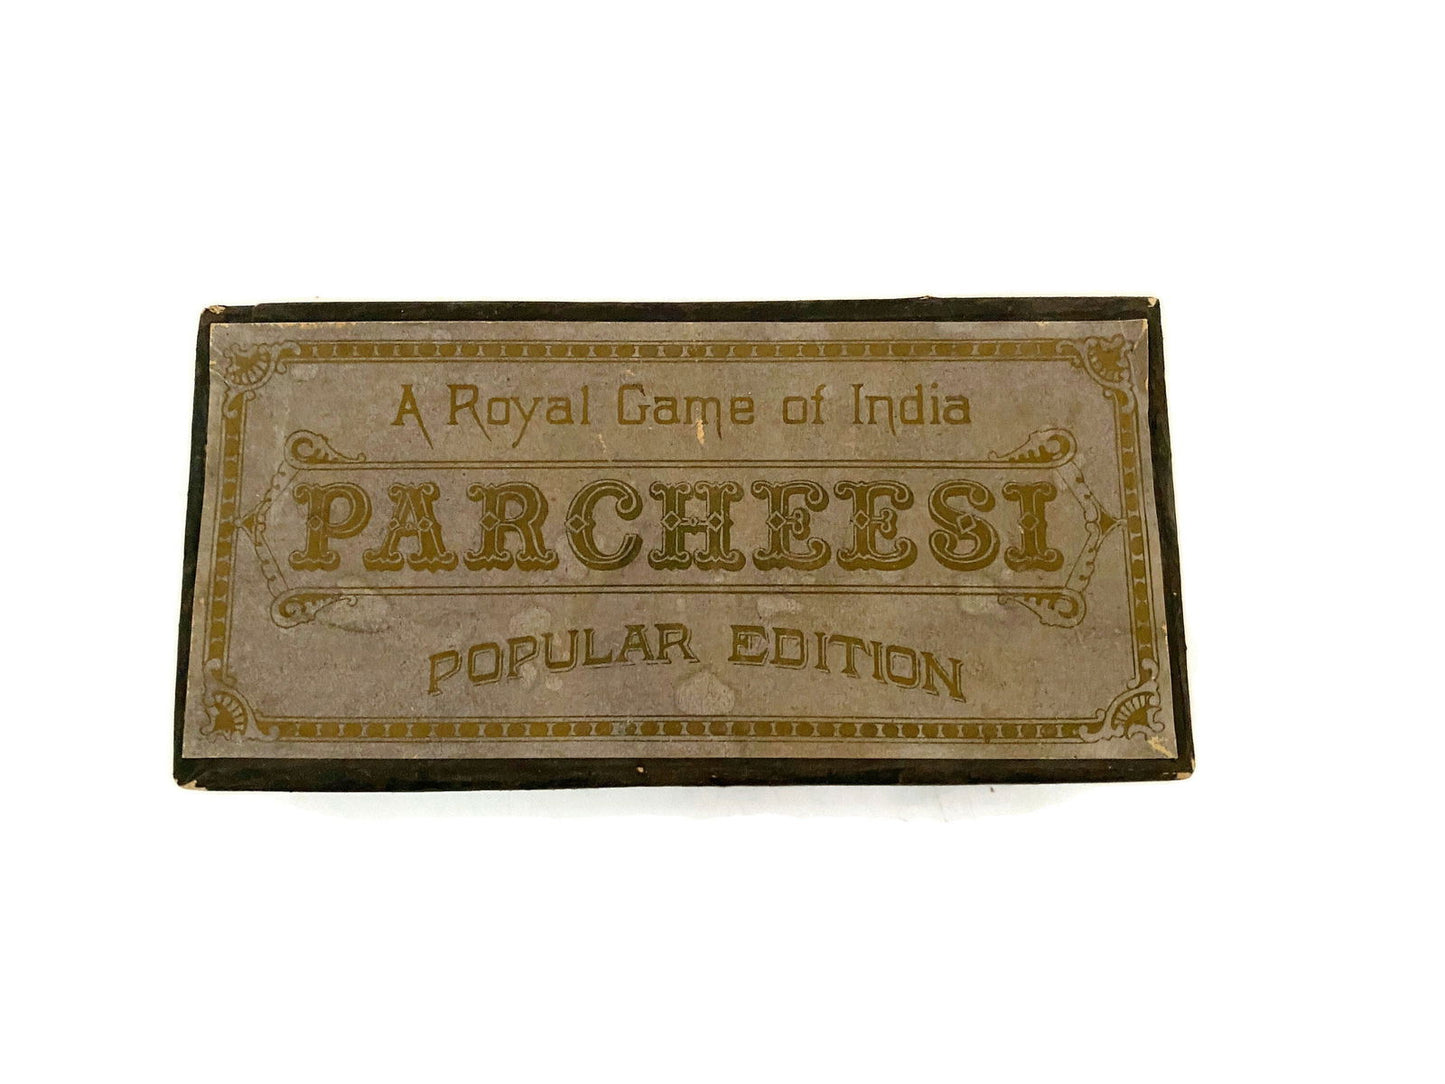 A Royal Game of India
PARCHEESI
POPULAR EDITION